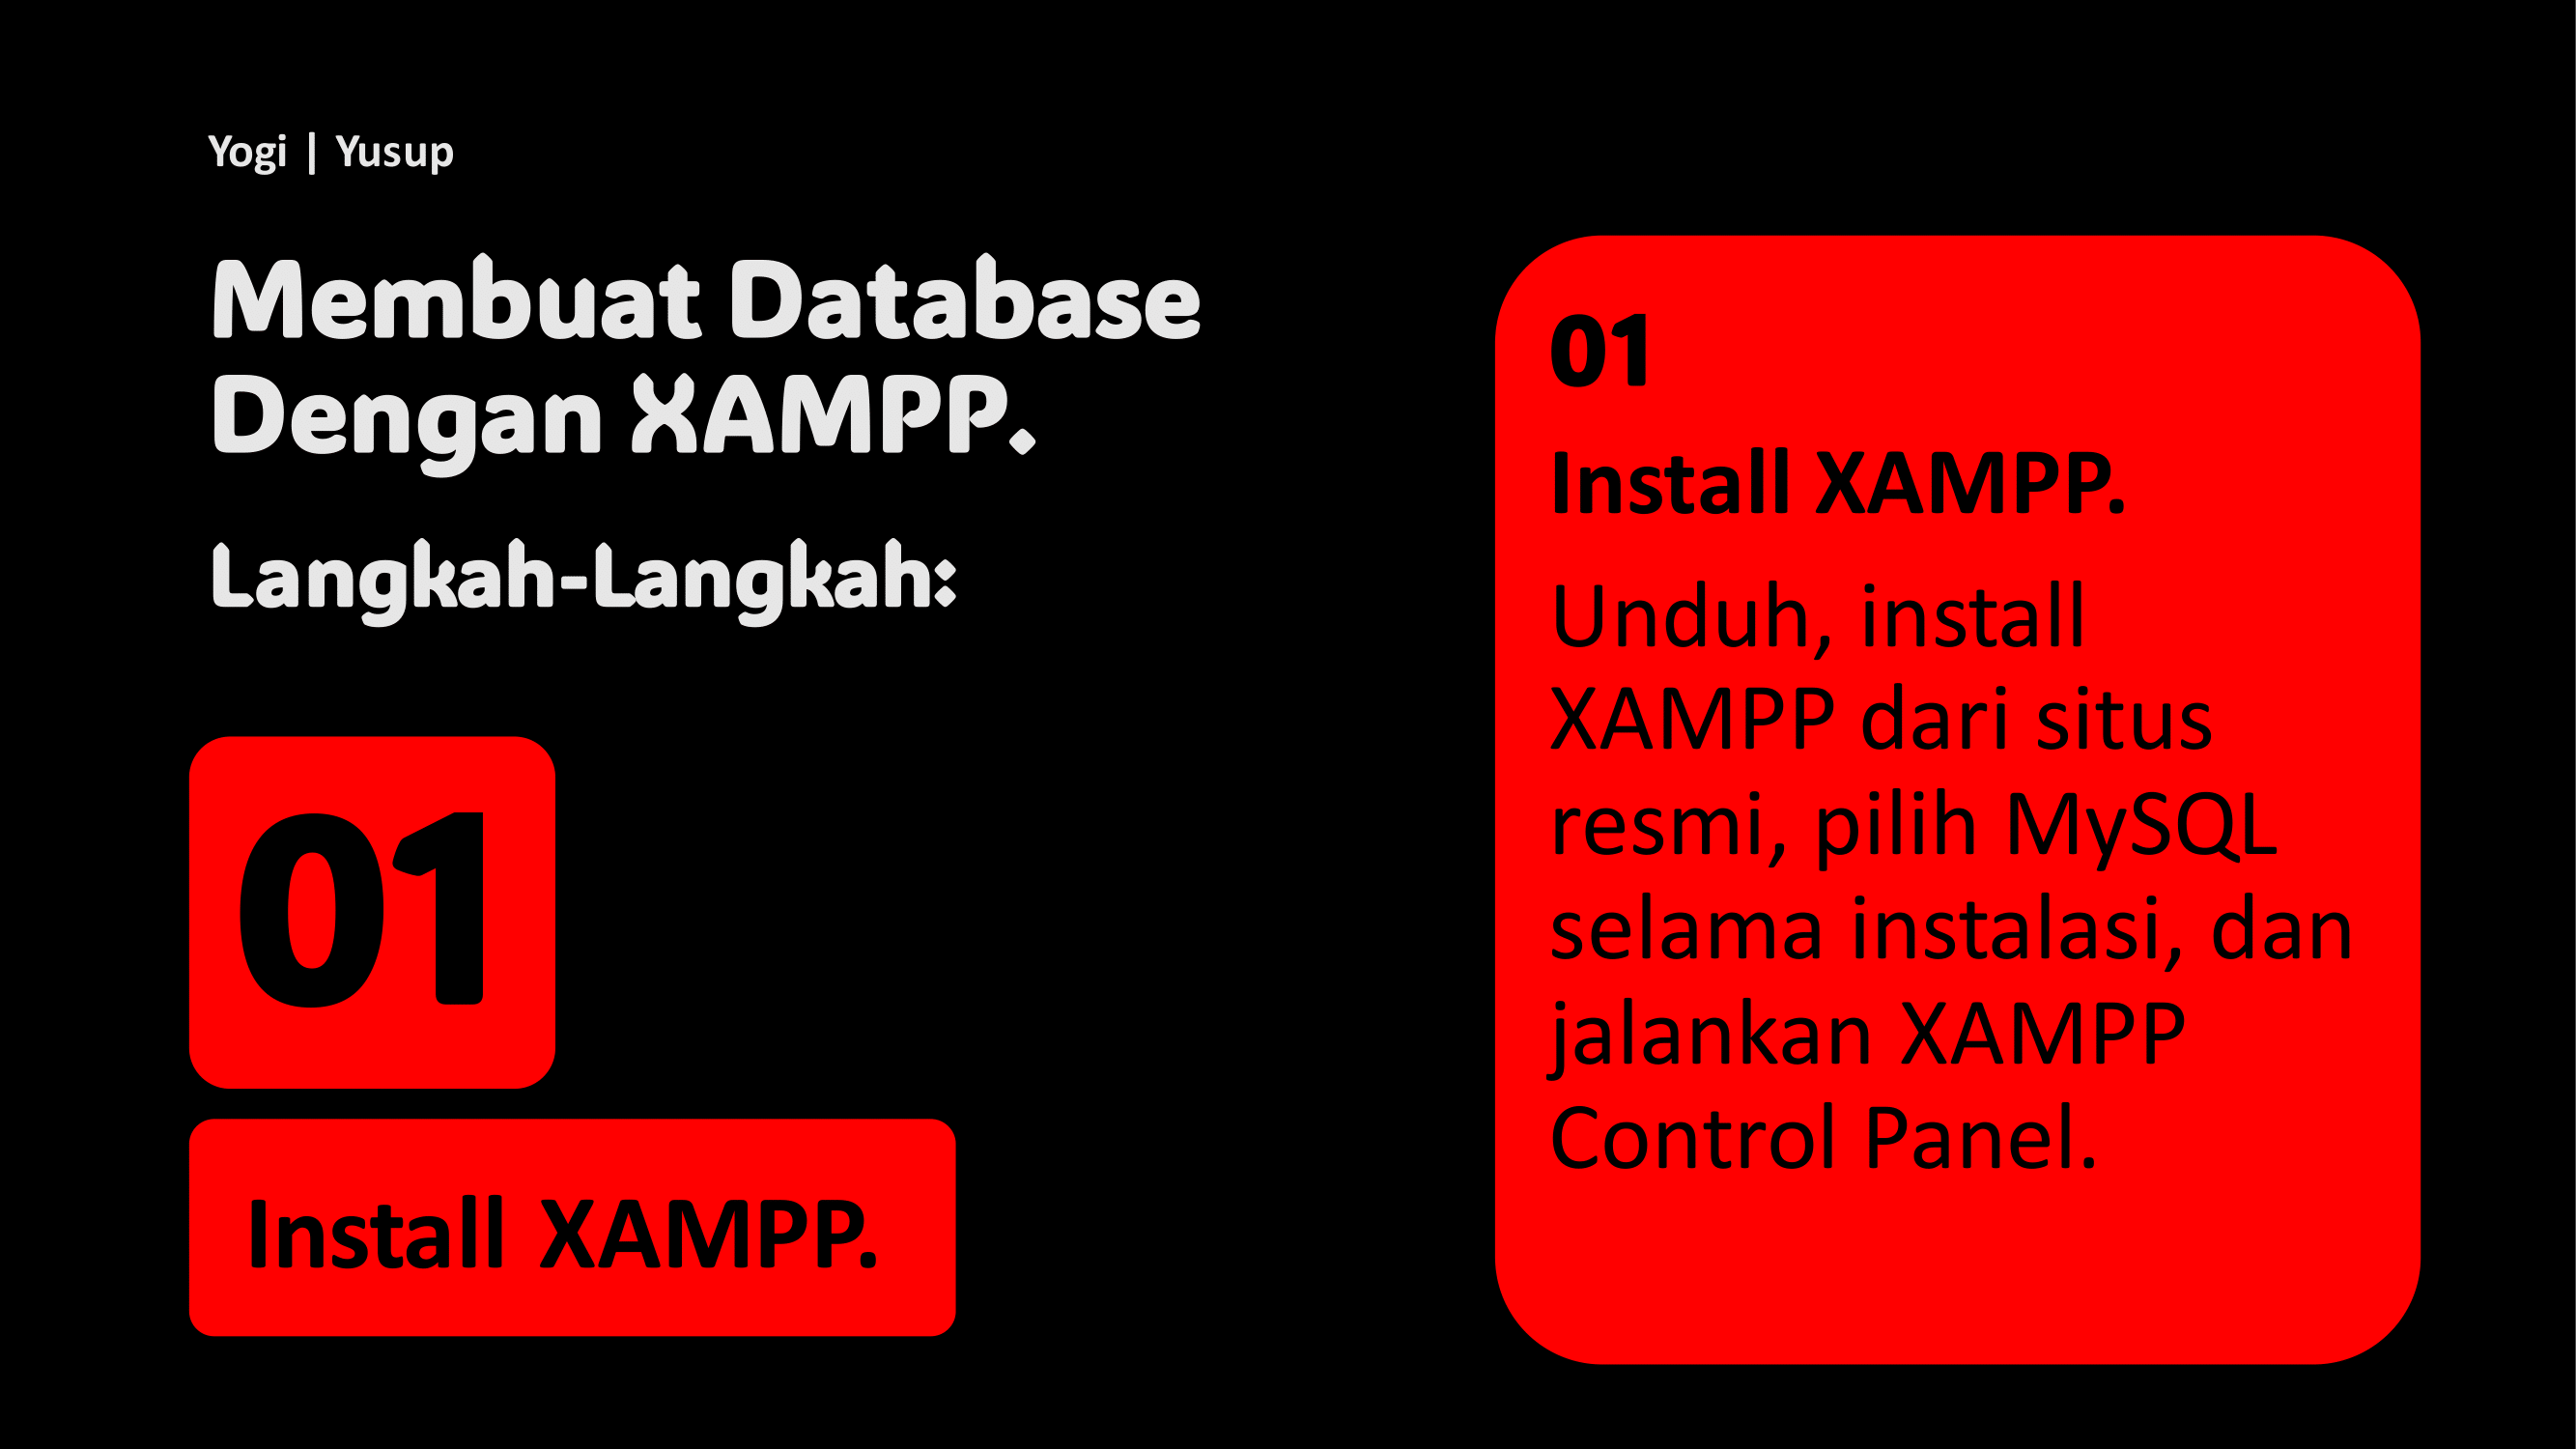 Yogi | Yusup
Membuat Database
Dengan XAMPP.
Langkah-Langkah:
01
Install XAMPP.
01
Install XAMPP.
Unduh, install
XAMPP dari situs
resmi, pilih MySQL
selama instalasi, dan
jalankan XAMPP
Control Panel.